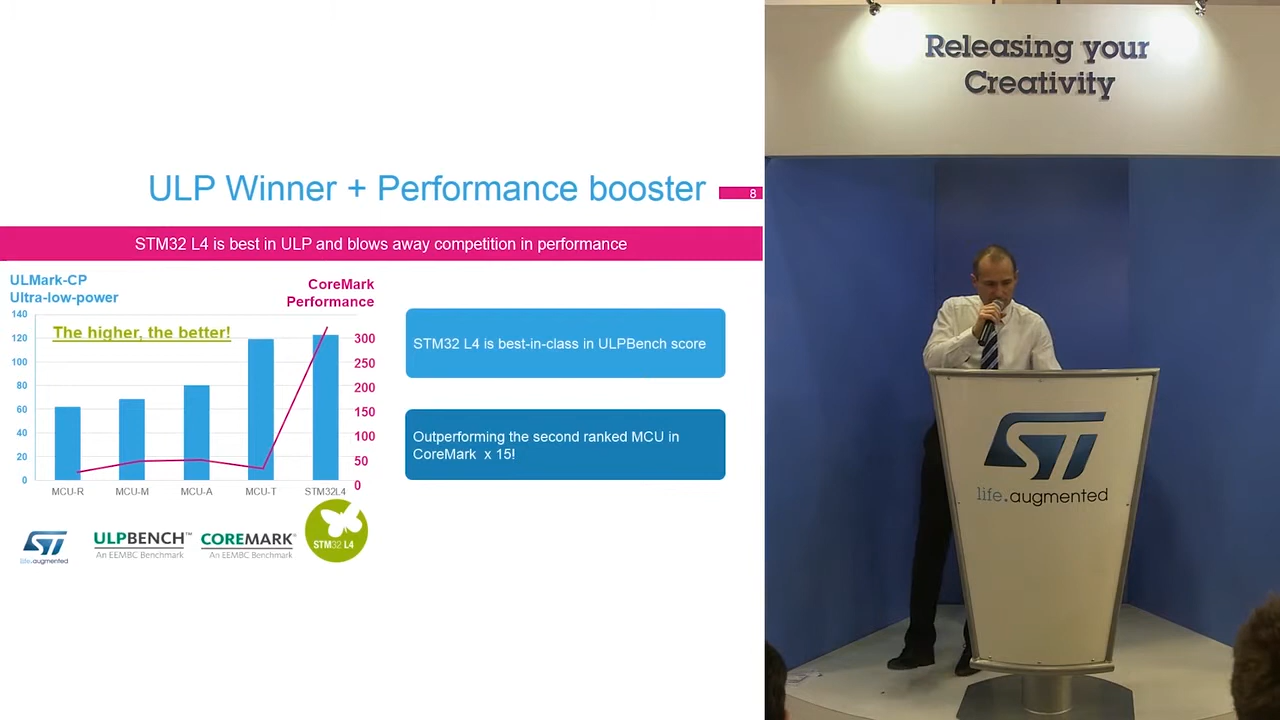 ULP Winner + Performance booster
8
STM32 L4 is best in ULP and blows away competition in performance
ULMark-CP
Ultra-low-power
CoreMark
Performance
The higher, the better!
140
120
100
80
60
40
20
0
300
250
200
150
100
50
0
MCU-R
MCU-M
MCU-A
MCU-T
STM32L4
STM32 L4 is best-in-class in ULPBench score
Outperforming the second ranked MCU in
CoreMark x 15!
ST
life.augmented
ULPBENCH™
An EEMBC Benchmark
COREMARK®
An EEMBC Benchmark
STM32 L4
Releasing your
Creativity
ST
life.augmented